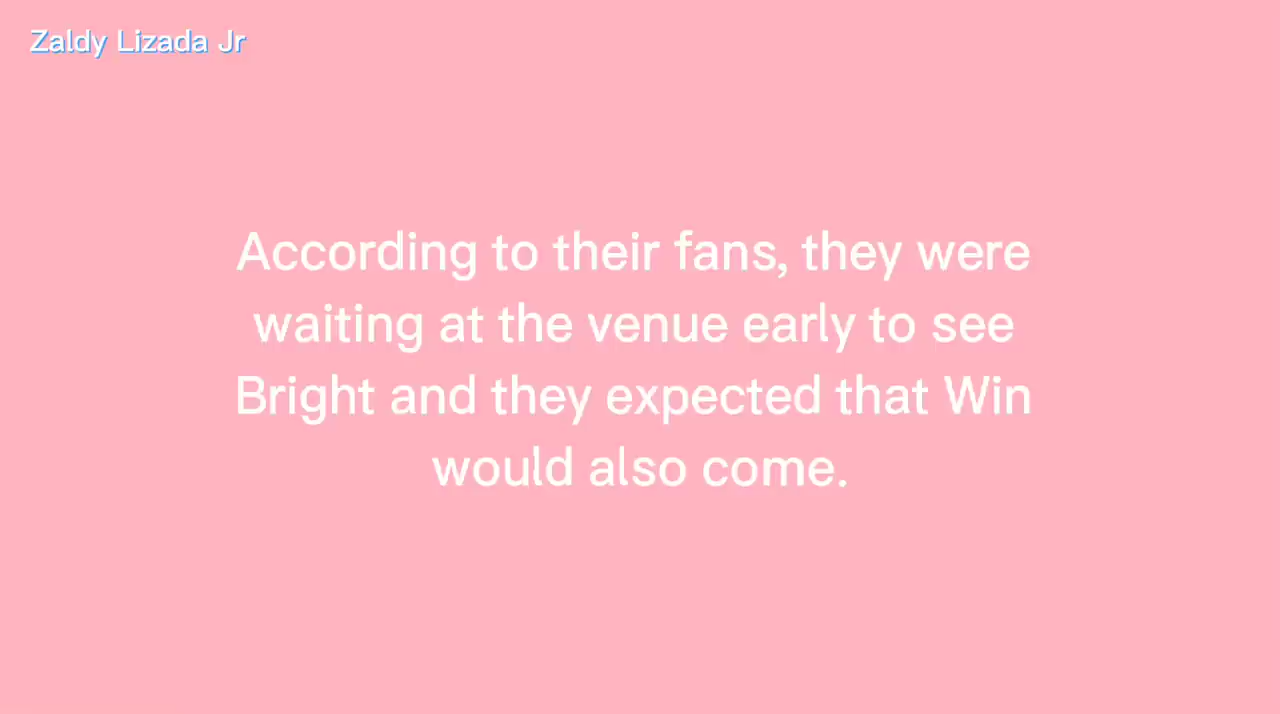 Zaldy Lizada Jr
According to their fans, they were
waiting at the venue early to see
Bright and they expected that Win
would also come.